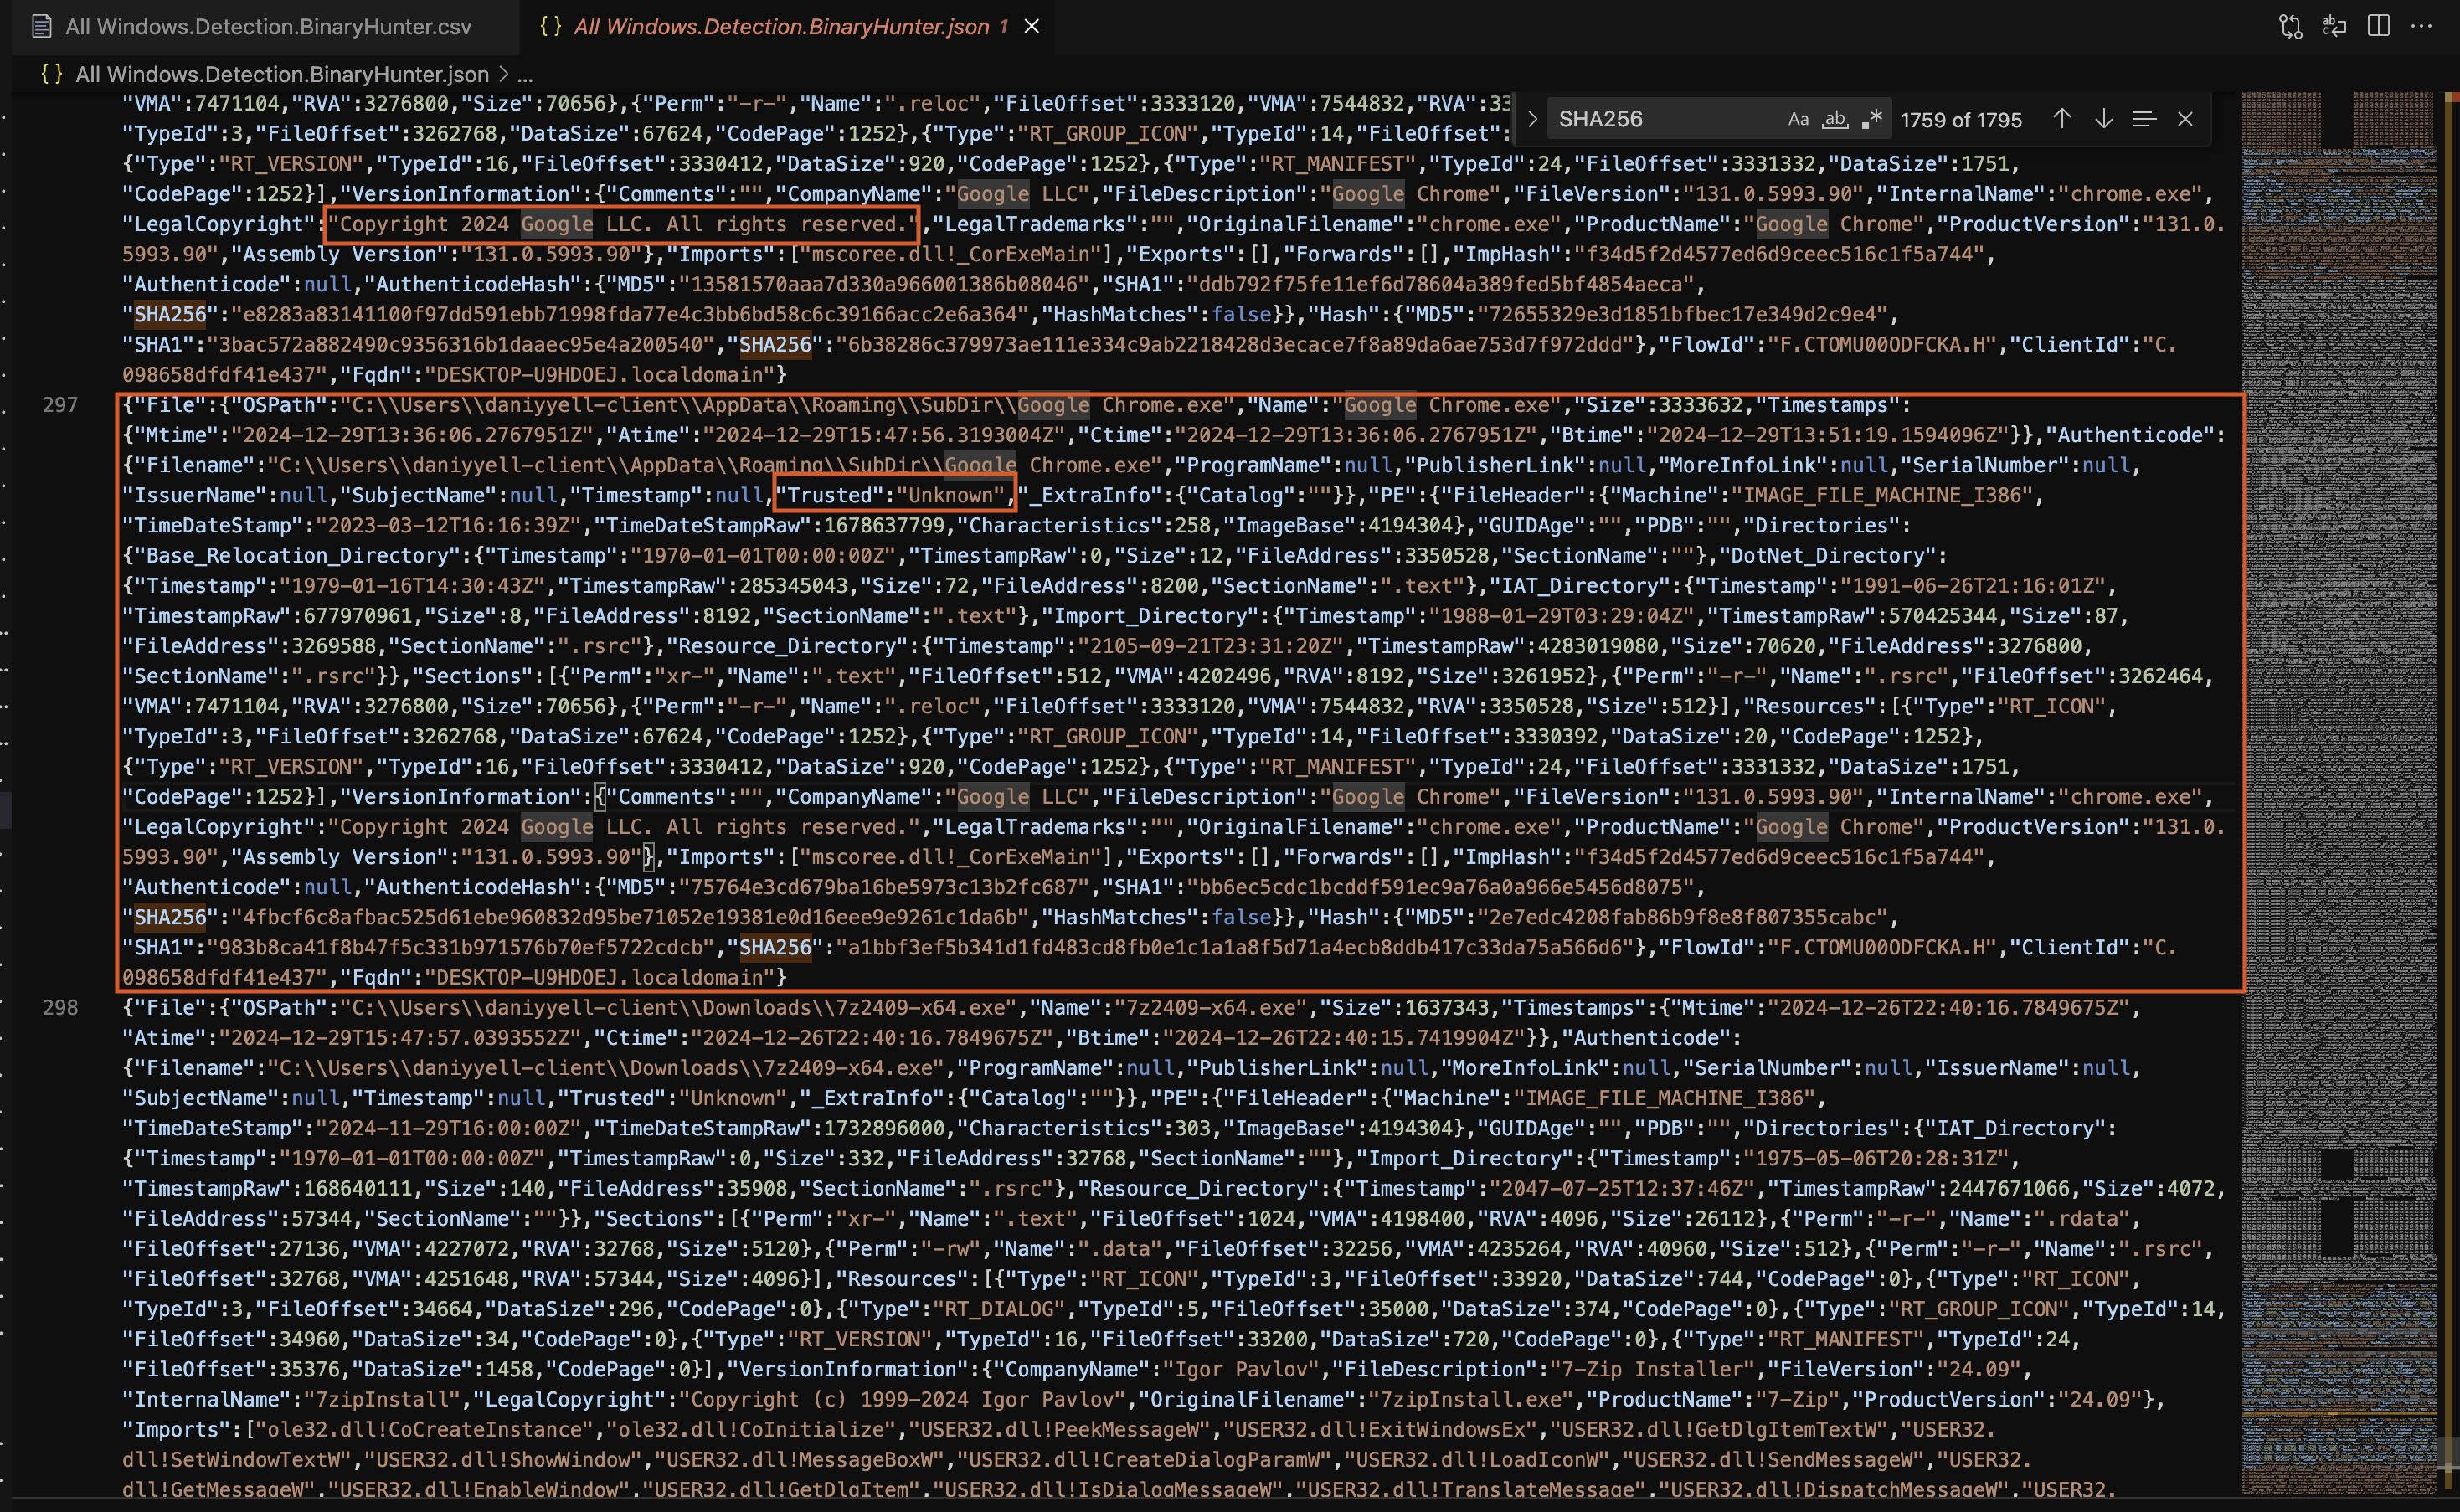 All Windows.Detection.BinaryHunter.csv
{ } All Windows.Detection.BinaryHunter.json 1
{ } All Windows.Detection.BinaryHunter.json > ...
SHA256
Aa
ab
1759 of 1795
"VMA":7471104,"RVA":3276800,"Size":70656},{"Perm":"-r-","Name":".reloc","FileOffset":3333120,"VMA":7544832,"RVA":33
"TypeId":3,"FileOffset":3262768,"DataSize":67624,"CodePage":1252},{"Type":"RT_GROUP_ICON","TypeId":14,"FileOffset":
{"Type":"RT_VERSION","TypeId":16,"FileOffset":3330412,"DataSize":920,"CodePage":1252},{"Type":"RT_MANIFEST","TypeId":24,"FileOffset":3331332,"DataSize":1751,
"CodePage":1252}],"VersionInformation":{"Comments":"","CompanyName":"Google LLC","FileDescription":"Google Chrome","FileVersion":"131.0.5993.90","InternalName":"chrome.exe",
"LegalCopyright":"Copyright 2024 Google LLC. All rights reserved.","LegalTrademarks":"","OriginalFilename":"chrome.exe","ProductName":"Google Chrome","ProductVersion":"131.0.
5993.90","Assembly Version":"131.0.5993.90"},"Imports":["mscoree.dll!_CorExeMain"],"Exports":[],"Forwards":[],"ImpHash":"f34d5f2d4577ed6d9ceec516c1f5a744",
"Authenticode":null,"AuthenticodeHash":{"MD5":"13581570aaa7d330a966001386b08046","SHA1":"ddb792f75fe11ef6d78604a389fed5bf4854aeca",
"SHA256":"e8283a83141100f97dd591ebb71998fda77e4c3bb6bd58c6c39166acc2e6a364","HashMatches":false}},"Hash":{"MD5":"72655329e3d1851bfbec17e349d2c9e4",
"SHA1":"3bac572a882490c9356316b1daaec95e4a200540","SHA256":"6b38286c379973ae111e334c9ab2218428d3ecace7f8a89da6ae753d7f972ddd"},"FlowId":"F.CTOMU00ODFCKA.H","ClientId":"C.
098658dfdf41e437","Fqdn":"DESKTOP-U9HDOEJ.localdomain"}
297 {"File":{"OSPath":"C:\\Users\\daniyyell-client\\AppData\\Roaming\\SubDir\\Google Chrome.exe","Name":"Google Chrome.exe","Size":3333632,"Timestamps":
{"Mtime":"2024-12-29T13:36:06.2767951Z","Atime":"2024-12-29T15:47:56.3193004Z","Ctime":"2024-12-29T13:36:06.2767951Z","Btime":"2024-12-29T13:51:19.1594096Z"}},"Authenticode":
{"Filename":"C:\\Users\\daniyyell-client\\AppData\\Roaming\\SubDir\\Google Chrome.exe","ProgramName":null,"PublisherLink":null,"MoreInfoLink":null,"SerialNumber":null,
"IssuerName":null,"SubjectName":null,"Timestamp":null,"Trusted":"Unknown","_ExtraInfo":{"Catalog":""}},"PE":{"FileHeader":{"Machine":"IMAGE_FILE_MACHINE_I386",
"TimeDateStamp":"2023-03-12T16:16:39Z","TimeDateStampRaw":1678637799,"Characteristics":258,"ImageBase":4194304},"GUIDAge":"","PDB":"","Directories":
{"Base_Relocation_Directory":{"Timestamp":"1970-01-01T00:00:00Z","TimestampRaw":0,"Size":12,"FileAddress":3350528,"SectionName":""},"DotNet_Directory":
{"Timestamp":"1979-01-16T14:30:43Z","TimestampRaw":285345043,"Size":72,"FileAddress":8200,"SectionName":".text"},"IAT_Directory":{"Timestamp":"1991-06-26T21:16:01Z",
"TimestampRaw":677970961,"Size":8,"FileAddress":8192,"SectionName":".text"},"Import_Directory":{"Timestamp":"1988-01-29T03:29:04Z","TimestampRaw":570425344,"Size":87,
"FileAddress":3269588,"SectionName":".rsrc"},"Resource_Directory":{"Timestamp":"2105-09-21T23:31:20Z","TimestampRaw":4283019080,"Size":70620,"FileAddress":3276800,
"SectionName":".rsrc"}},"Sections":[{"Perm":"xr-","Name":".text","FileOffset":512,"VMA":4202496,"RVA":8192,"Size":3261952},{"Perm":"-r-","Name":".rsrc","FileOffset":3262464,
"VMA":7471104,"RVA":3276800,"Size":70656},{"Perm":"-r-","Name":".reloc","FileOffset":3333120,"VMA":7544832,"RVA":3350528,"Size":512}],"Resources":[{"Type":"RT_ICON",
"TypeId":3,"FileOffset":3262768,"DataSize":67624,"CodePage":1252},{"Type":"RT_GROUP_ICON","TypeId":14,"FileOffset":3330392,"DataSize":20,"CodePage":1252},
{"Type":"RT_VERSION","TypeId":16,"FileOffset":3330412,"DataSize":920,"CodePage":1252},{"Type":"RT_MANIFEST","TypeId":24,"FileOffset":3331332,"DataSize":1751,
"CodePage":1252}],"VersionInformation":{"Comments":"","CompanyName":"Google LLC","FileDescription":"Google Chrome","FileVersion":"131.0.5993.90","InternalName":"chrome.exe",
"LegalCopyright":"Copyright 2024 Google LLC. All rights reserved.","LegalTrademarks":"","OriginalFilename":"chrome.exe","ProductName":"Google Chrome","ProductVersion":"131.0.
5993.90","Assembly Version":"131.0.5993.90"},"Imports":["mscoree.dll!_CorExeMain"],"Exports":[],"Forwards":[],"ImpHash":"f34d5f2d4577ed6d9ceec516c1f5a744",
"Authenticode":null,"AuthenticodeHash":{"MD5":"75764e3cd679ba16be5973c13b2fc687","SHA1":"bb6ec5cdc1bcddf591ec9a76a0a966e5456d8075",
"SHA256":"4fbcf6c8afbac525d61ebe960832d95be71052e19381e0d16eee9e9261c1da6b","HashMatches":false}},"Hash":{"MD5":"2e7edc4208fab86b9f8e8f807355cabc",
"SHA1":"983b8ca41f8b47f5c331b971576b70ef5722cdcb","SHA256":"a1bbf3ef5b341d1fd483cd8fb0e1c1a1a8f5d71a4ecb8ddb417c33da75a566d6"},"FlowId":"F.CTOMU00ODFCKA.H","ClientId":"C.
098658dfdf41e437","Fqdn":"DESKTOP-U9HDOEJ.localdomain"}
298 {"File":{"OSPath":"C:\\Users\\daniyyell-client\\Downloads\\7z2409-x64.exe","Name":"7z2409-x64.exe","Size":1637343,"Timestamps":{"Mtime":"2024-12-26T22:40:16.7849675Z",
"Atime":"2024-12-29T15:47:57.0393552Z","Ctime":"2024-12-26T22:40:16.7849675Z","Btime":"2024-12-26T22:40:15.7419904Z"}},"Authenticode":
{"Filename":"C:\\Users\\daniyyell-client\\Downloads\\7z2409-x64.exe","ProgramName":null,"PublisherLink":null,"MoreInfoLink":null,"SerialNumber":null,"IssuerName":null,
"SubjectName":null,"Timestamp":null,"Trusted":"Unknown","_ExtraInfo":{"Catalog":""}},"PE":{"FileHeader":{"Machine":"IMAGE_FILE_MACHINE_I386",
"TimeDateStamp":"2024-11-29T16:00:00Z","TimeDateStampRaw":1732896000,"Characteristics":303,"ImageBase":4194304},"GUIDAge":"","PDB":"","Directories":{"IAT_Directory":
{"Timestamp":"1970-01-01T00:00:00Z","TimestampRaw":0,"Size":332,"FileAddress":32768,"SectionName":""},"Import_Directory":{"Timestamp":"1975-05-06T20:28:31Z",
"TimestampRaw":168640111,"Size":140,"FileAddress":35908,"SectionName":".rsrc"},"Resource_Directory":{"Timestamp":"2047-07-25T12:37:46Z","TimestampRaw":2447671066,"Size":4072,
"FileAddress":57344,"SectionName":""}},"Sections":[{"Perm":"xr-","Name":".text","FileOffset":1024,"VMA":4198400,"RVA":4096,"Size":26112},{"Perm":"-r-","Name":".rdata",
"FileOffset":27136,"VMA":4227072,"RVA":32768,"Size":5120},{"Perm":"-rw","Name":".data","FileOffset":32256,"VMA":4235264,"RVA":40960,"Size":512},{"Perm":"-r-","Name":".rsrc",
"FileOffset":32768,"VMA":4251648,"RVA":57344,"Size":4096}],"Resources":[{"Type":"RT_ICON","TypeId":3,"FileOffset":33920,"DataSize":744,"CodePage":0},{"Type":"RT_ICON",
"TypeId":3,"FileOffset":34664,"DataSize":296,"CodePage":0},{"Type":"RT_DIALOG","TypeId":5,"FileOffset":35000,"DataSize":374,"CodePage":0},{"Type":"RT_GROUP_ICON","TypeId":14,
"FileOffset":34960,"DataSize":34,"CodePage":0},{"Type":"RT_VERSION","TypeId":16,"FileOffset":33200,"DataSize":720,"CodePage":0},{"Type":"RT_MANIFEST","TypeId":24,
"FileOffset":35376,"DataSize":1458,"CodePage":0}],"VersionInformation":{"CompanyName":"Igor Pavlov","FileDescription":"7-Zip Installer","FileVersion":"24.09",
"InternalName":"7zipInstall","LegalCopyright":"Copyright (c) 1999-2024 Igor Pavlov","OriginalFilename":"7zipInstall.exe","ProductName":"7-Zip","ProductVersion":"24.09"},
"Imports":["ole32.dll!CoCreateInstance","ole32.dll!CoInitialize","USER32.dll!PeekMessageW","USER32.dll!ExitWindowsEx","USER32.dll!GetDlgItemTextW","USER32.
dll!SetWindowTextW","USER32.dll!ShowWindow","USER32.dll!MessageBoxW","USER32.dll!CreateDialogParamW","USER32.dll!LoadIconW","USER32.dll!SendMessageW","USER32.
dll!GetMessageW","USER32.dll!EnableWindow","USER32.dll!GetDlgItem","USER32.dll!IsDialogMessageW","USER32.dll!TranslateMessage","USER32.dll!DispatchMessageW","USER32.